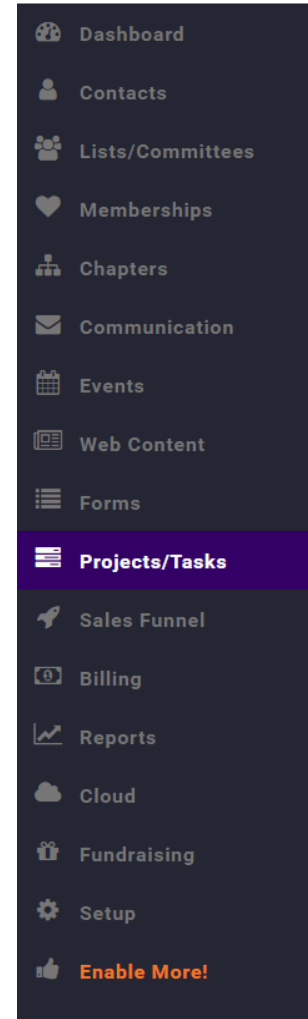 Dashboard
Contacts
Lists/Committees
Memberships
Chapters
Communication
Events
Web Content
Forms
Projects/Tasks
Sales Funnel
Billing
Reports
Cloud
Fundraising
Setup
Enable More!